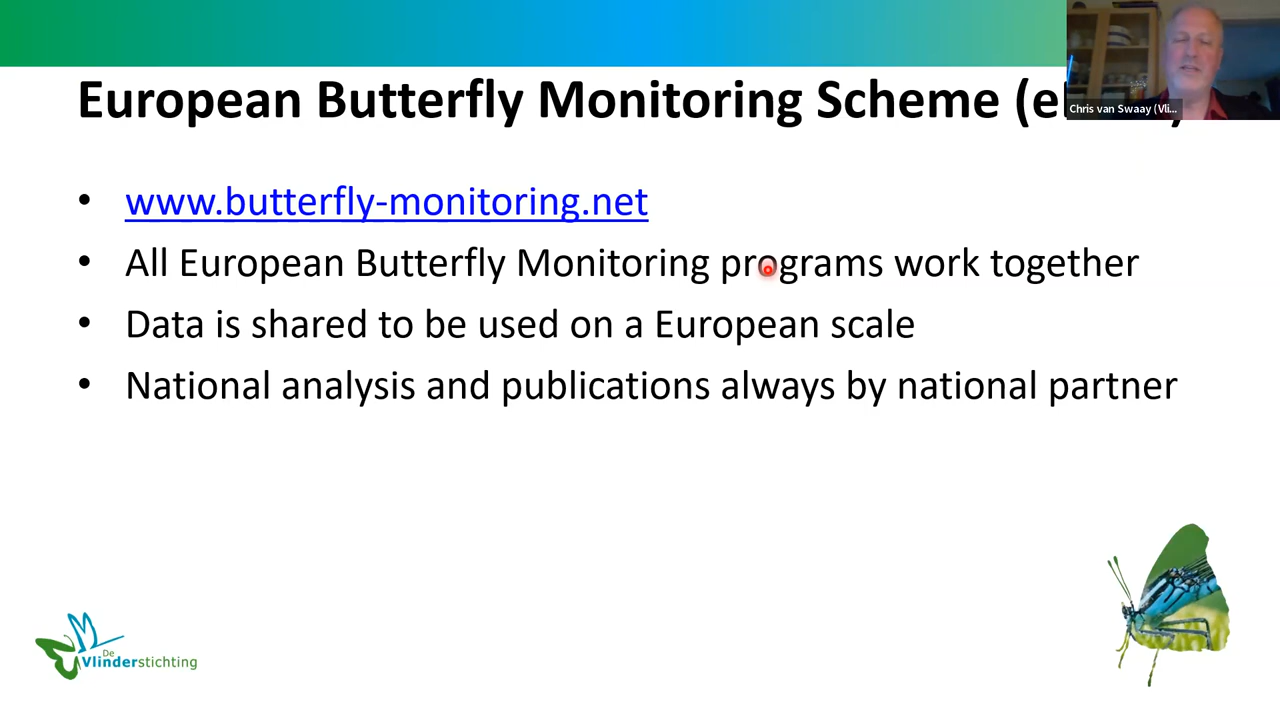 European Butterfly Monitoring Scheme
Chris van Swaay (Vli...
• www.butterfly-monitoring.net
• All European Butterfly Monitoring programs work together
• Data is shared to be used on a European scale
• National analysis and publications always by national partner
De
Vlinderstichting